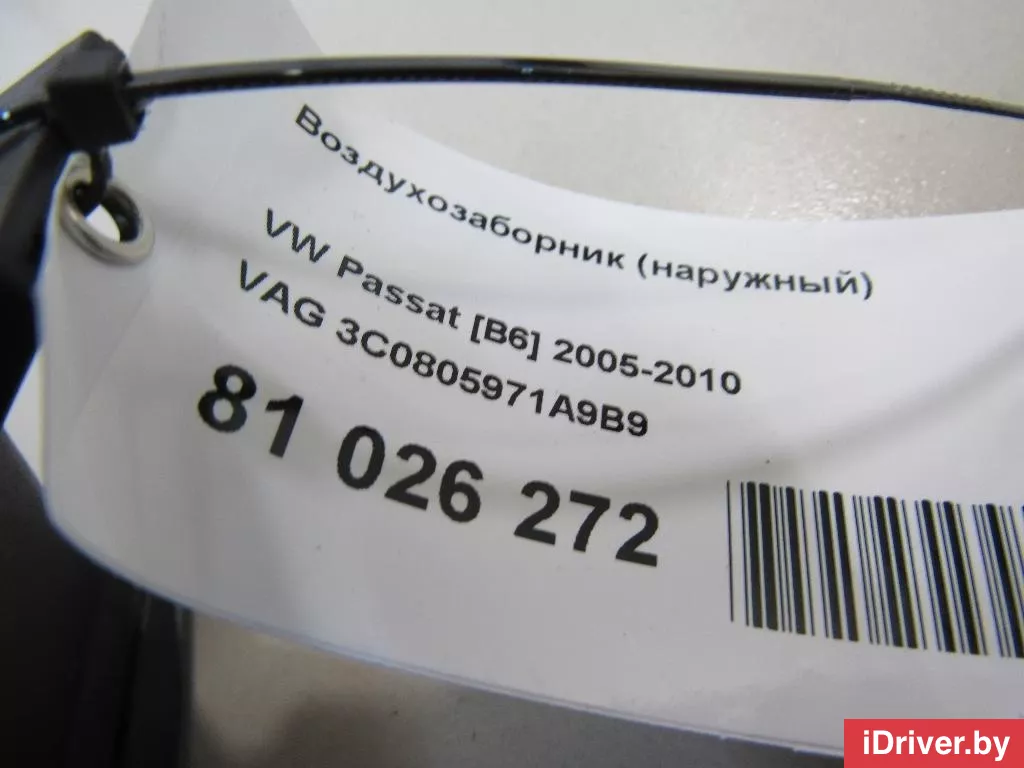 Воздухозаборник (наружный)
VW Passat [B6] 2005-2010
VAG 3C0805971A9B9
81 026 272
iDriver.by